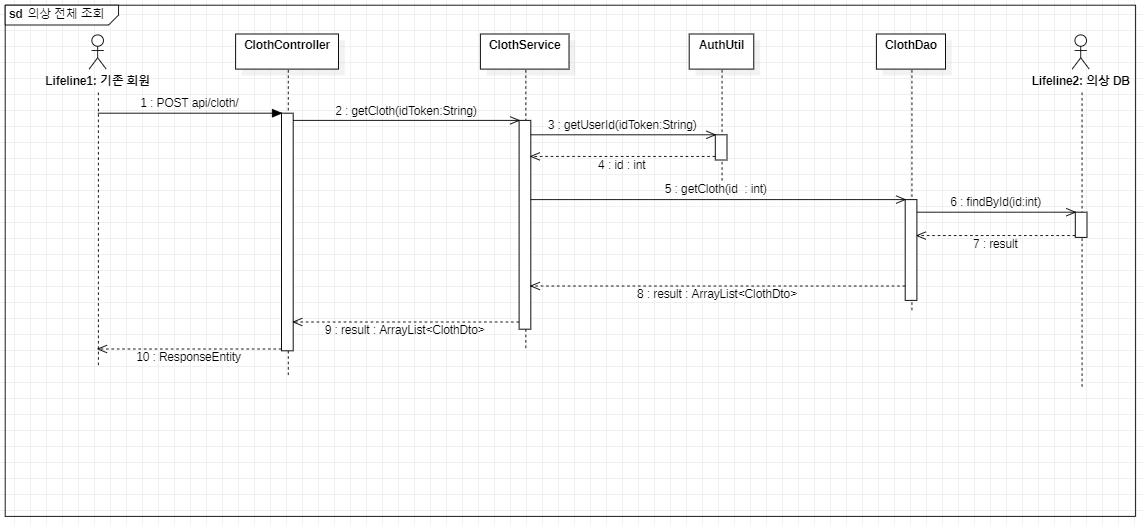 sd 의상 전체 조회
ClothController
ClothService
AuthUtil
ClothDao
Lifeline1: 기존 회원
Lifeline2: 의상 DB
1 : POST api/cloth/
2 : getCloth(idToken:String)
3 : getUserId(idToken:String)
4 : id : int
5 : getCloth(id : int)
6 : findById(id:int)
7 : result
8 : result : ArrayList<ClothDto>
9 : result : ArrayList<ClothDto>
10 : ResponseEntity